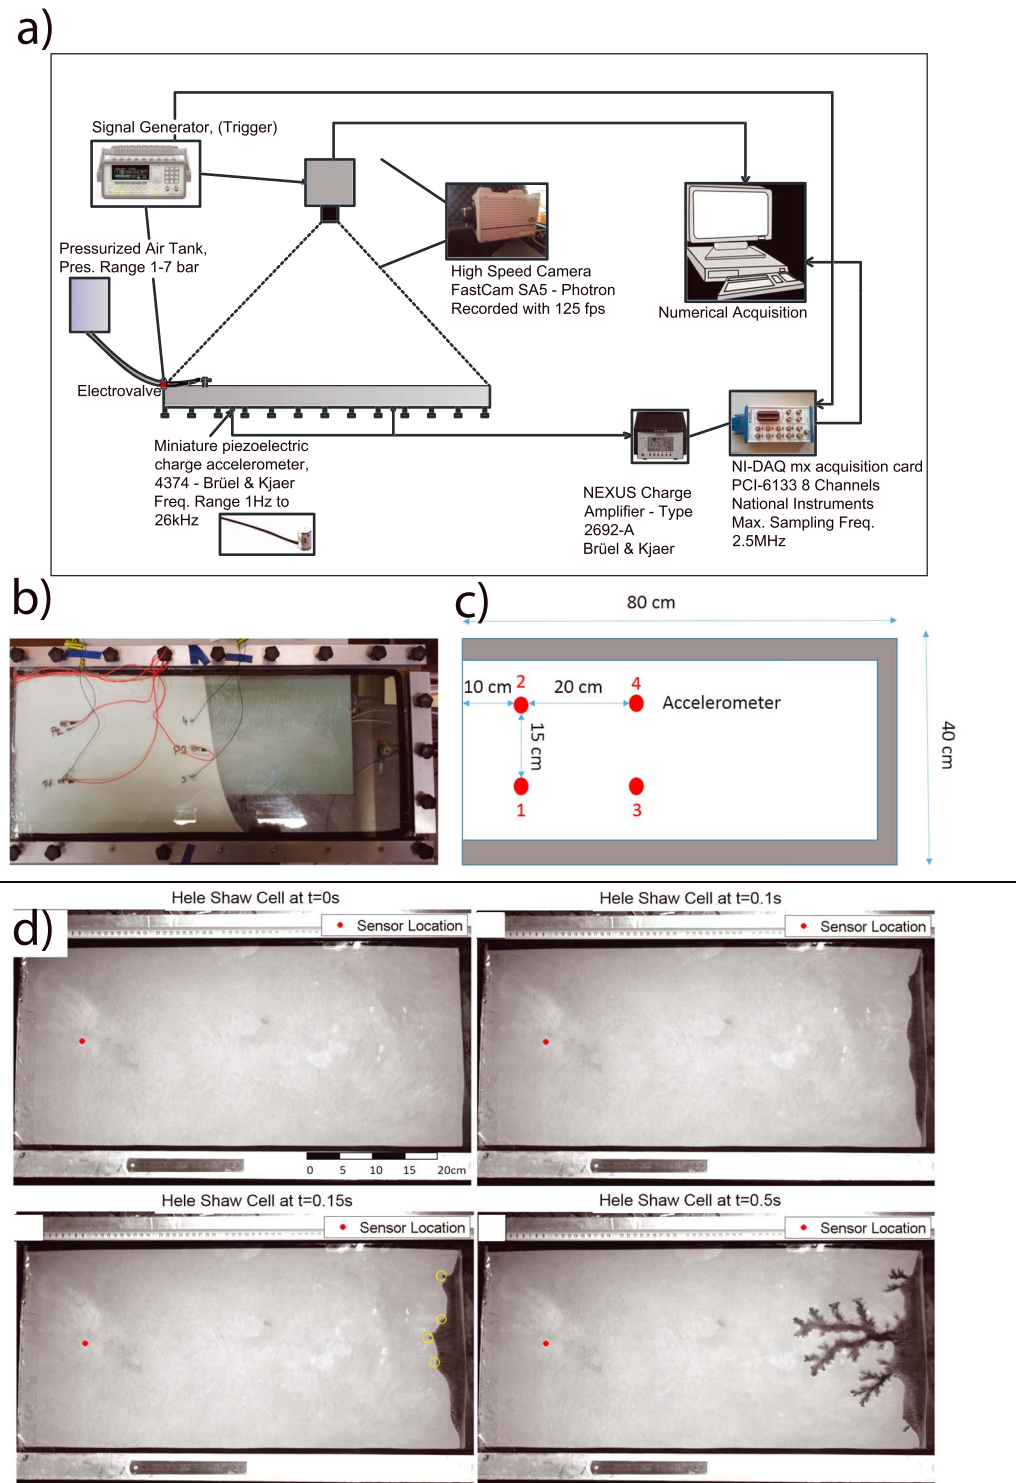 a)
Signal Generator, (Trigger)
Pressurized Air Tank,
Pres. Range 1-7 bar
High Speed Camera
FastCam SA5 - Photron
Recorded with 125 fps
Numerical Acquisition
Electrovalve
Miniature piezoelectric
charge accelerometer,
4374 - Brüel & Kjaer
Freq. Range 1Hz to
26kHz
NEXUS Charge
Amplifier - Type
2692-A
Brüel & Kjaer
NI-DAQ mx acquisition card
PCI-6133 8 Channels
National Instruments
Max. Sampling Freq.
2.5MHz
b)
P2
4
P3
P1
3
c)
80 cm
2
4
10 cm
20 cm
Accelerometer
15 cm
40 cm
1
3
d)
Hele Shaw Cell at t=0s
Sensor Location
0 5 10 15 20cm
Hele Shaw Cell at t=0.1s
Sensor Location
Hele Shaw Cell at t=0.15s
Sensor Location
Hele Shaw Cell at t=0.5s
Sensor Location